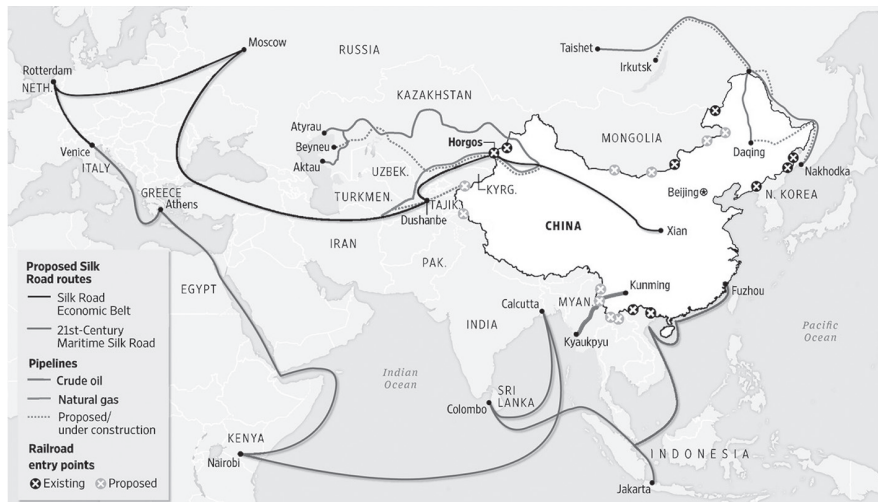 Moscow
RUSSIA
Taishet
Irkutsk
Rotterdam
NETH.
KAZAKHSTAN
Atyrau
Beyneu
Aktau
Horgos
MONGOLIA
Daqing
Venice
ITALY
UZBEK.
Nakhodka
GREECE
Athens
TURKMEN.
TAJIK.
KYRG.
Beijing
N. KOREA
Dushanbe
CHINA
Xian
IRAN
PAK.
EGYPT
Kunming
Fuzhou
Calcutta
MYAN.
INDIA
Kyaukpyu
Pacific
Ocean
Indian
Ocean
SRI
LANKA
Colombo
KENYA
Nairobi
INDONESIA
Jakarta
Proposed Silk
Road routes
Silk Road
Economic Belt
21st-Century
Maritime Silk Road
Pipelines
Crude oil
Natural gas
Proposed/
under construction
Railroad
entry points
Existing Proposed